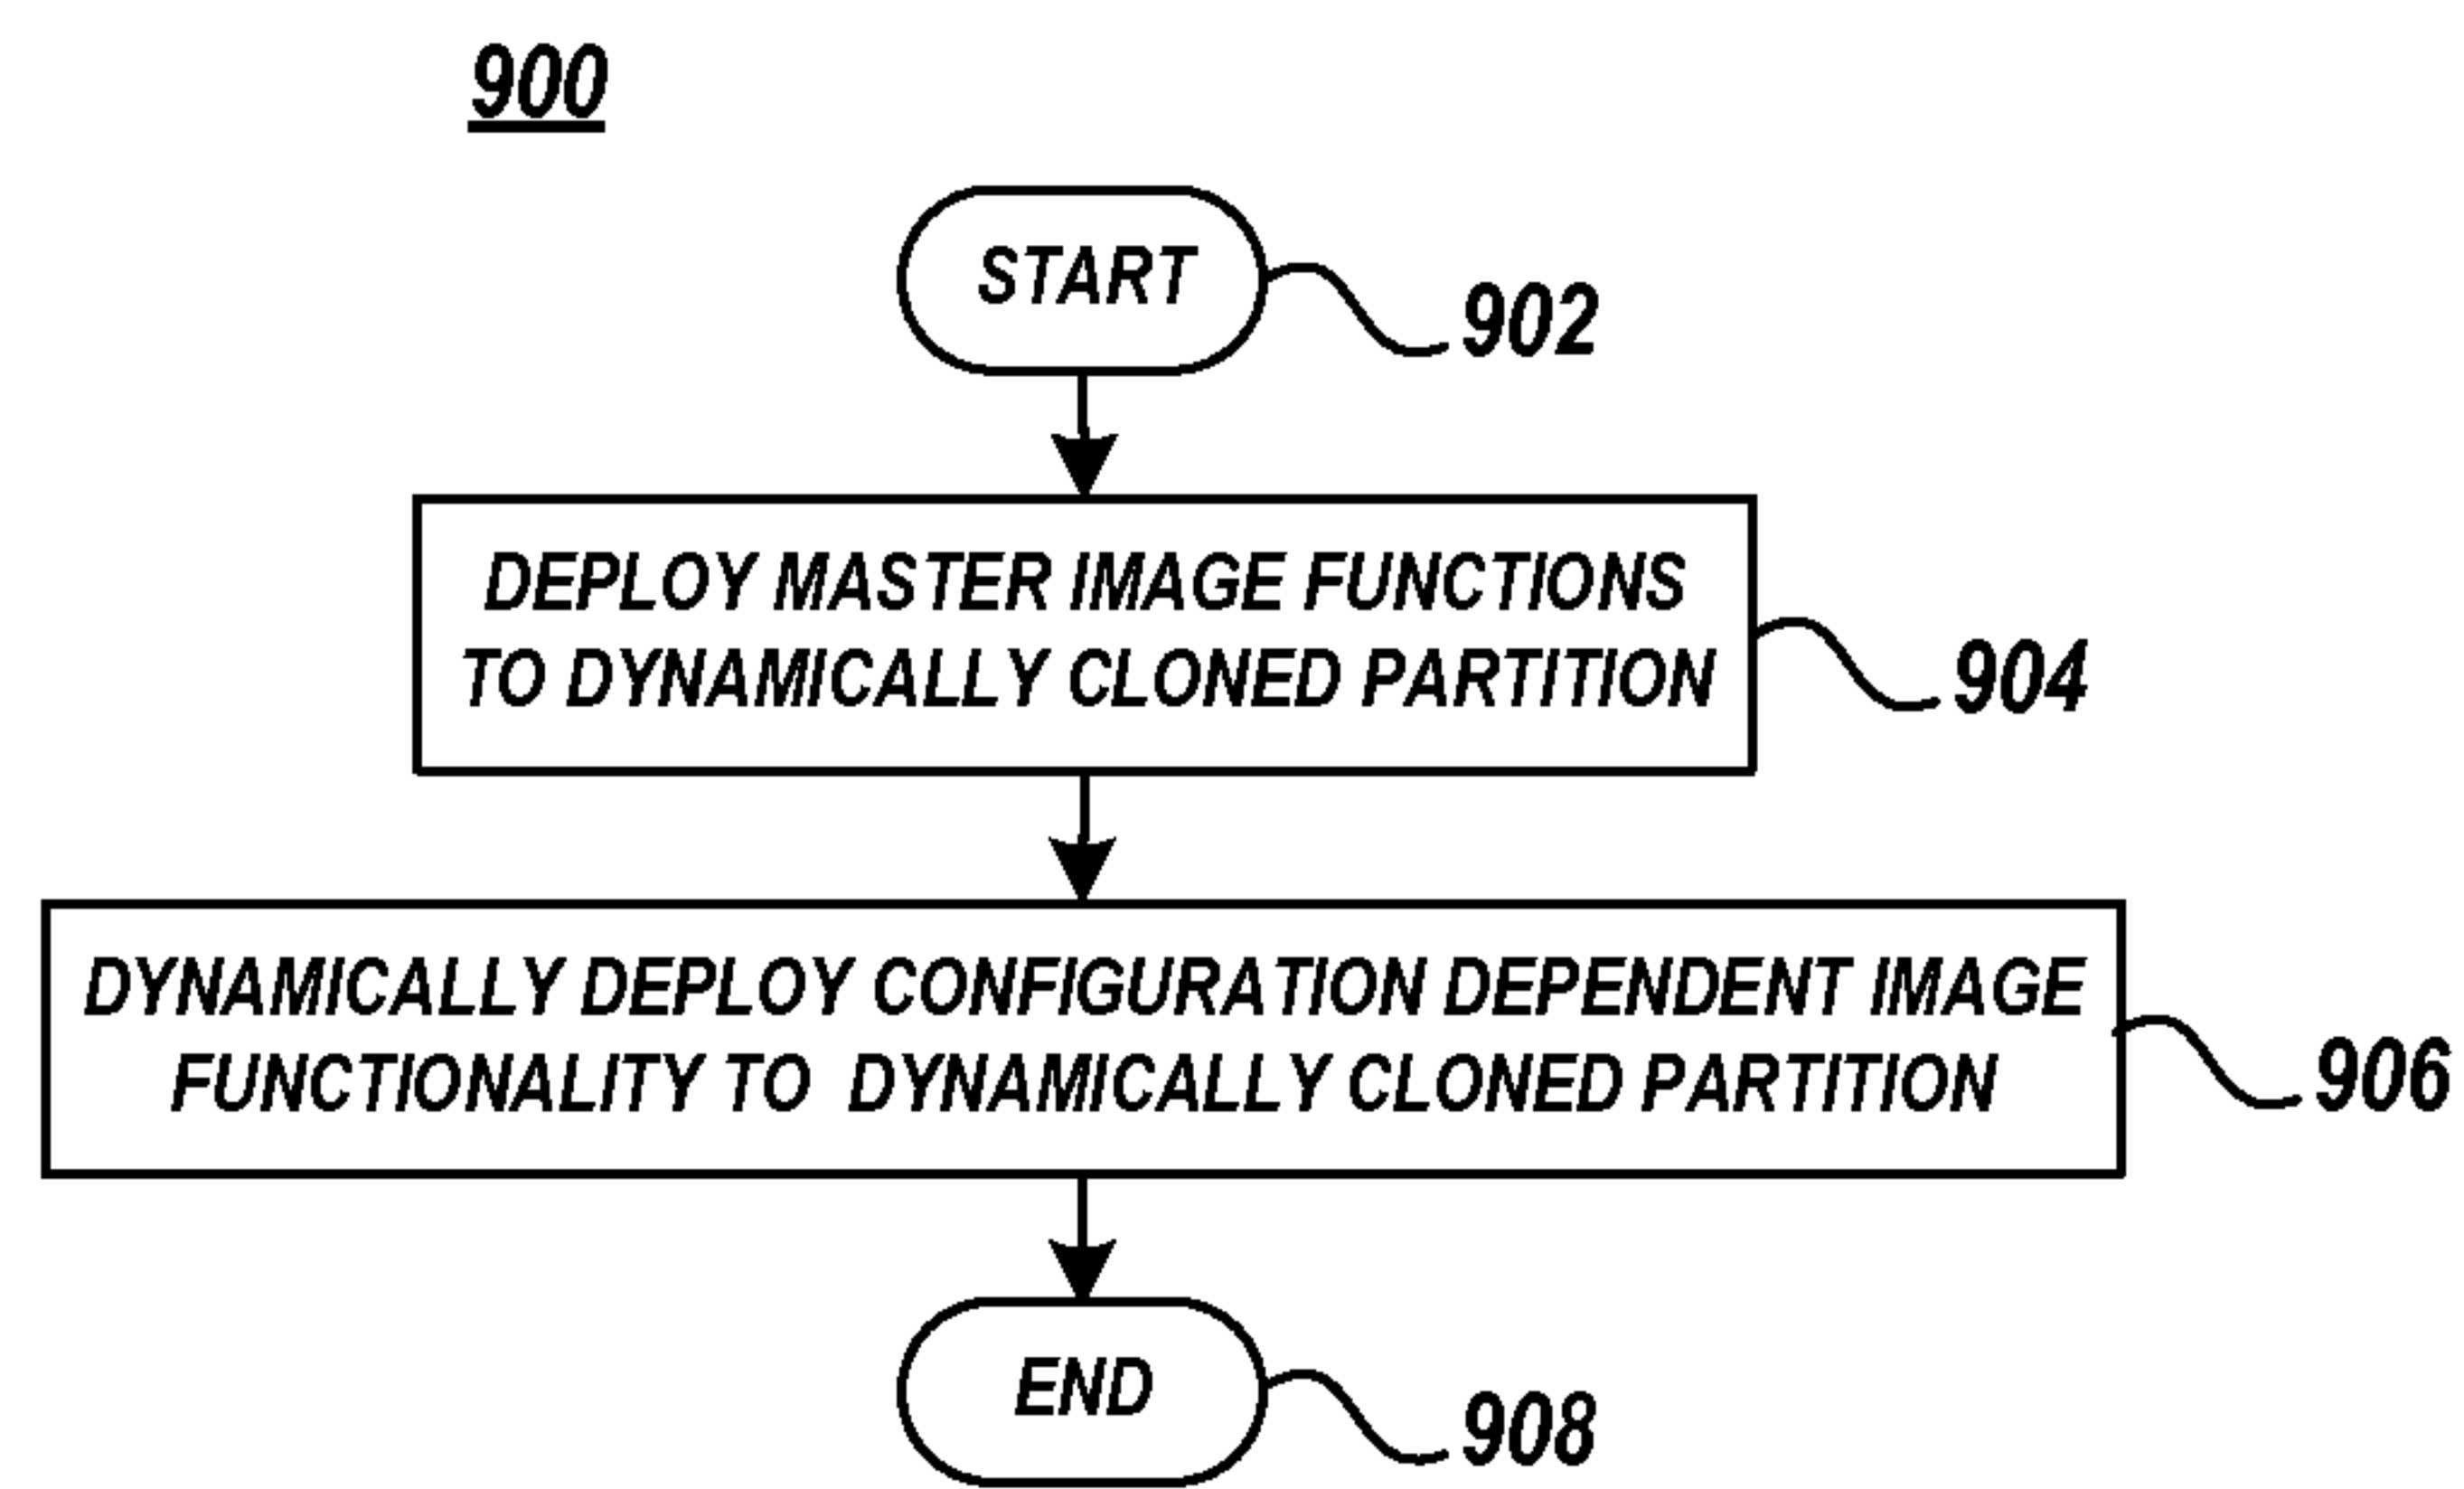 900
START
902
DEPLOY MASTER IMAGE FUNCTIONS
TO DYNAMICALLY CLONED PARTITION
904
DYNAMICALLY DEPLOY CONFIGURATION DEPENDENT IMAGE
FUNCTIONALITY TO DYNAMICALLY CLONED PARTITION
906
END
908